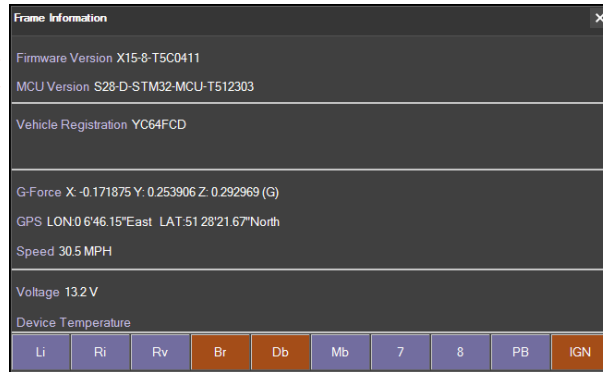 Frame Information
Firmware Version X15-8-T5C0411
MCU Version S28-D-STM32-MCU-T512303
Vehicle Registration YC64FCD
G-Force X: -0.171875 Y: 0.253906 Z: 0.292969 (G)
GPS LON:0 6'46.15"East LAT:51 28'21.67"North
Speed 30.5 MPH
Voltage 13.2 V
Device Temperature
Li Ri Rv Br Db Mb 7 8 PB IGN